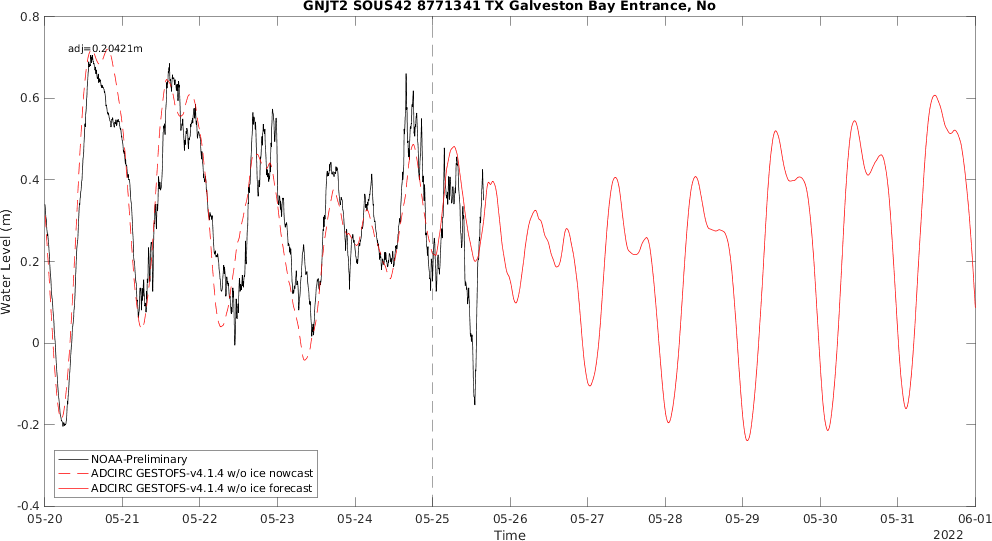 GNJT2 SOUS42 8771341 TX Galveston Bay Entrance, No
adj=0.20421m
0.8
0.6
0.4
0.2
0
-0.2
-0.4
Water Level (m)
NOAA-Preliminary
ADCIRC GESTOFS-v4.1.4 w/o ice nowcast
ADCIRC GESTOFS-v4.1.4 w/o ice forecast
05-20 05-21 05-22 05-23 05-24 05-25 05-26 05-27 05-28 05-29 05-30 05-31 06-01
Time
2022